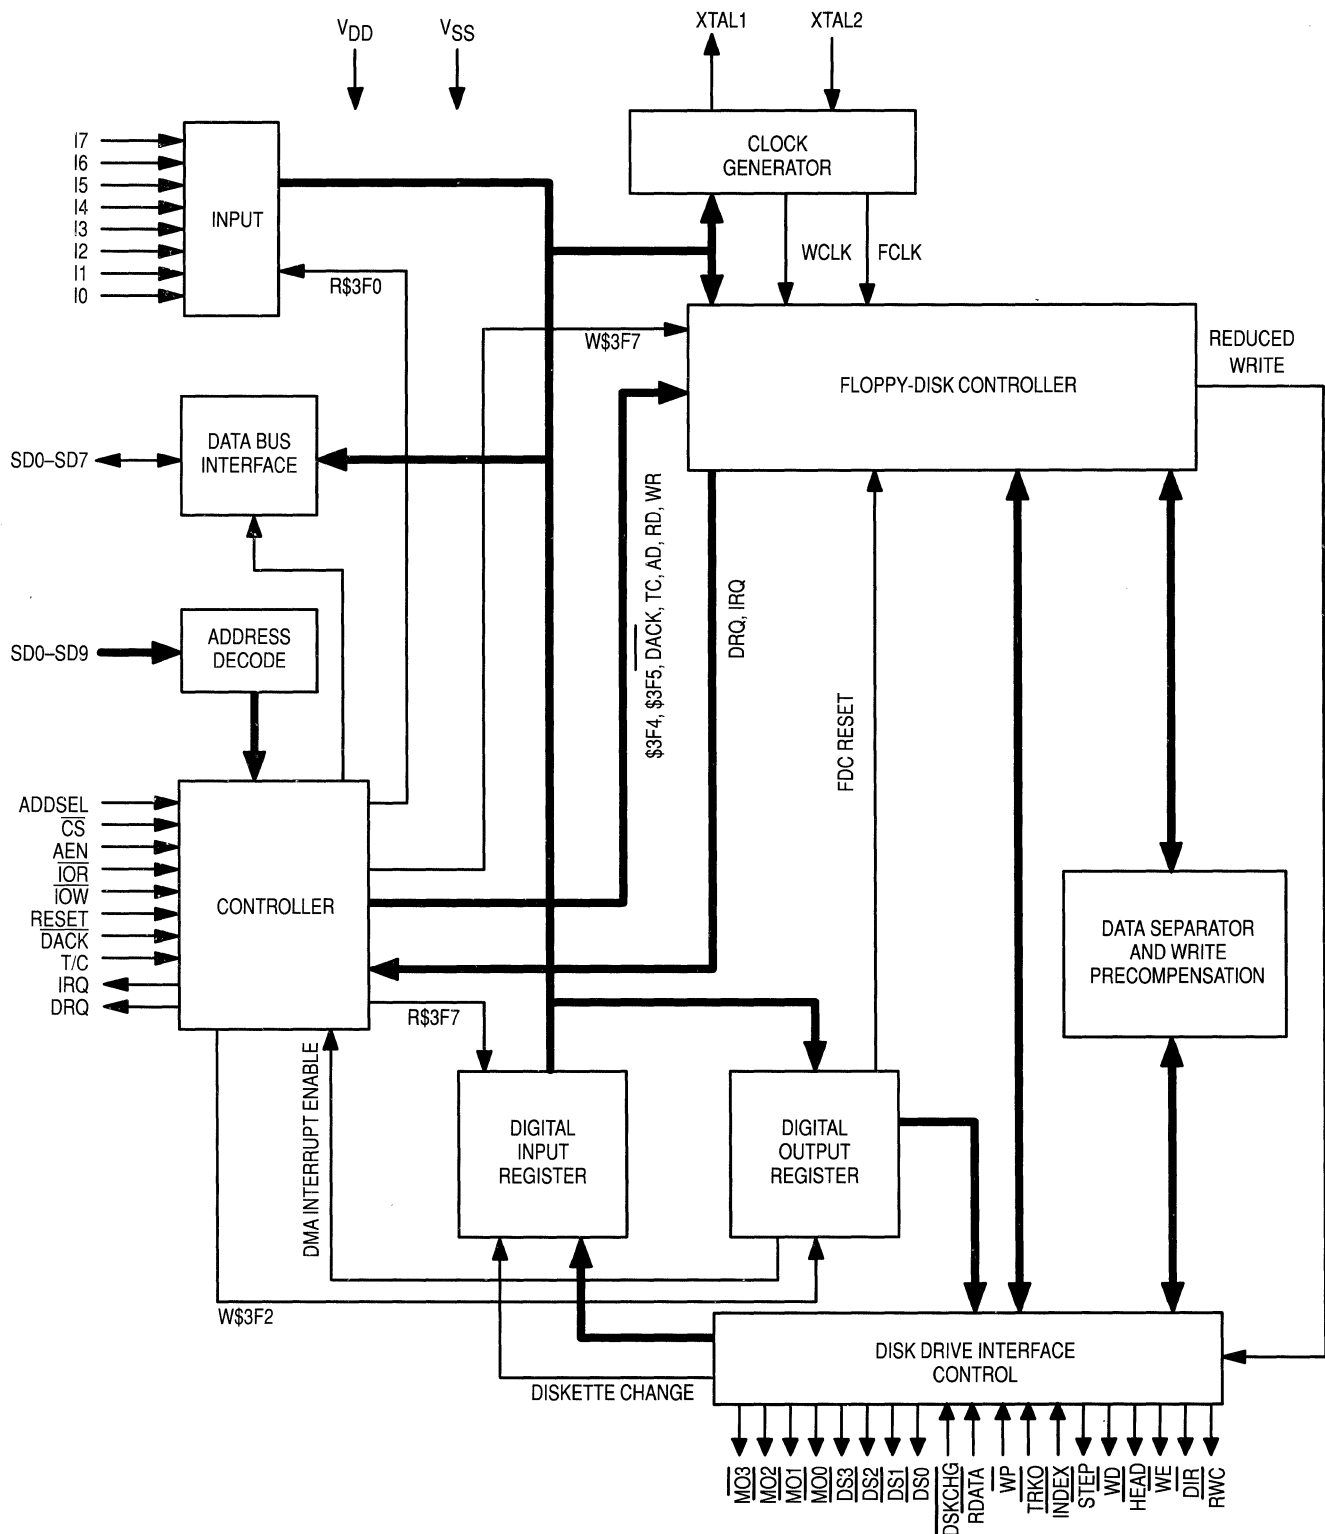 VDD
VSS
XTAL1
XTAL2
CLOCK
GENERATOR
I7
I6
I5
I4
I3
I2
I1
I0
INPUT
R$3F0
WCLK
FCLK
W$3F7
FLOPPY-DISK CONTROLLER
REDUCED
WRITE
SD0–SD7
DATA BUS
INTERFACE
$3F4, $3F5, DACK, TC, AD, RD, WR
DRQ, IRQ
FDC RESET
SD0–SD9
ADDRESS
DECODE
ADDSEL
CS
AEN
IOR
IOW
RESET
DACK
T/C
IRQ
DRQ
CONTROLLER
R$3F7
DATA SEPARATOR
AND WRITE
PRECOMPENSATION
DMA INTERRUPT ENABLE
DIGITAL
INPUT
REGISTER
DIGITAL
OUTPUT
REGISTER
W$3F2
DISKETTE CHANGE
DISK DRIVE INTERFACE
CONTROL
MO3
MO2
MO1
MO0
DS3
DS2
DS1
DS0
DSKCHG
RDATA
WP
TRKO
INDEX
STEP
WD
HEAD
WE
DIR
RWC